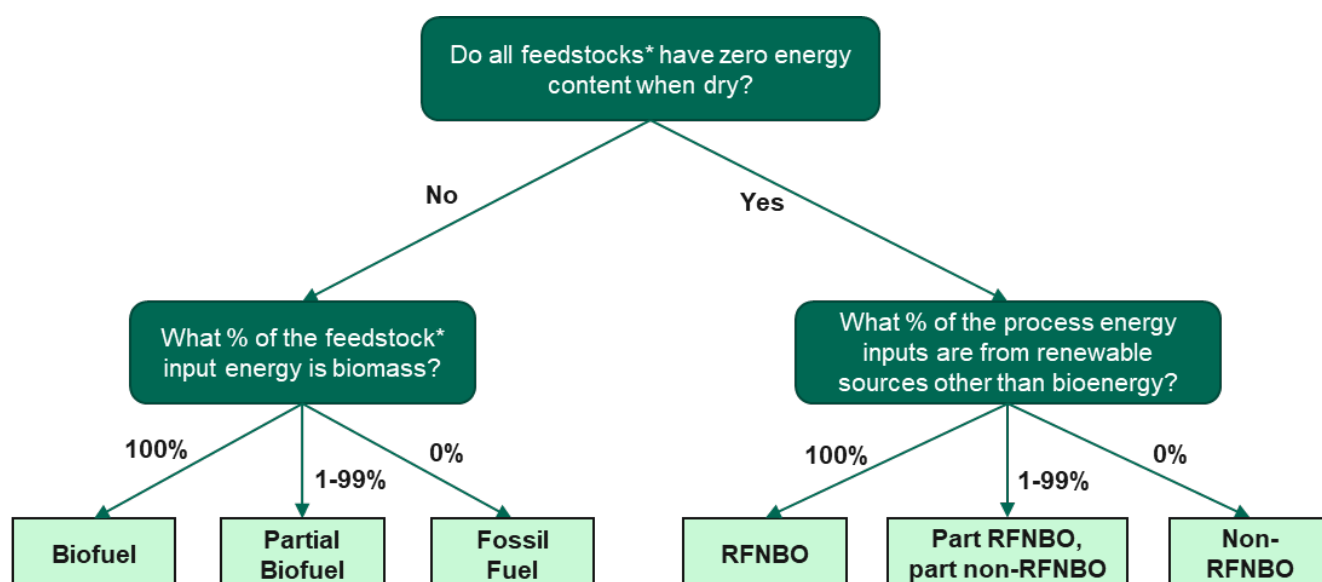 Do all feedstocks* have zero energy
content when dry?
No
Yes
What % of the feedstock*
input energy is biomass?
What % of the process energy
inputs are from renewable
sources other than bioenergy?
100%
1-99%
0%
100%
1-99%
0%
Biofuel
Partial
Biofuel
Fossil
Fuel
RFNBO
Part RFNBO,
part non-RFNBO
Non-
RFNBO